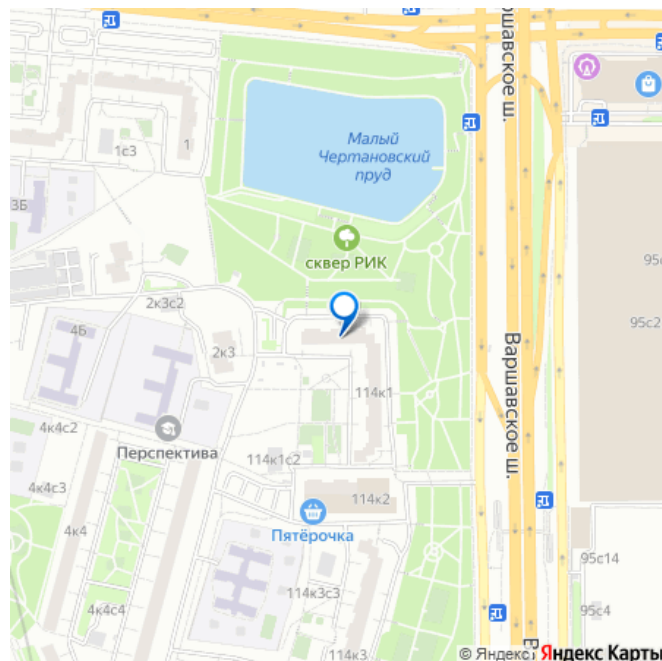 Варшавское ш.
Малый
Чертановский
пруд
1
1с3
3Б
сквер РИК
95с
95с2
2к3с2
4Б
2к3
Варшавское ш.
114к1
4к4с2
Перспектива
114к1с2
4к4с3
114к2
4к4
Пятёрочка
95с14
114к3с3
4к4с4
95с4
114к3
В
© Яндекс
Яндекс Карты